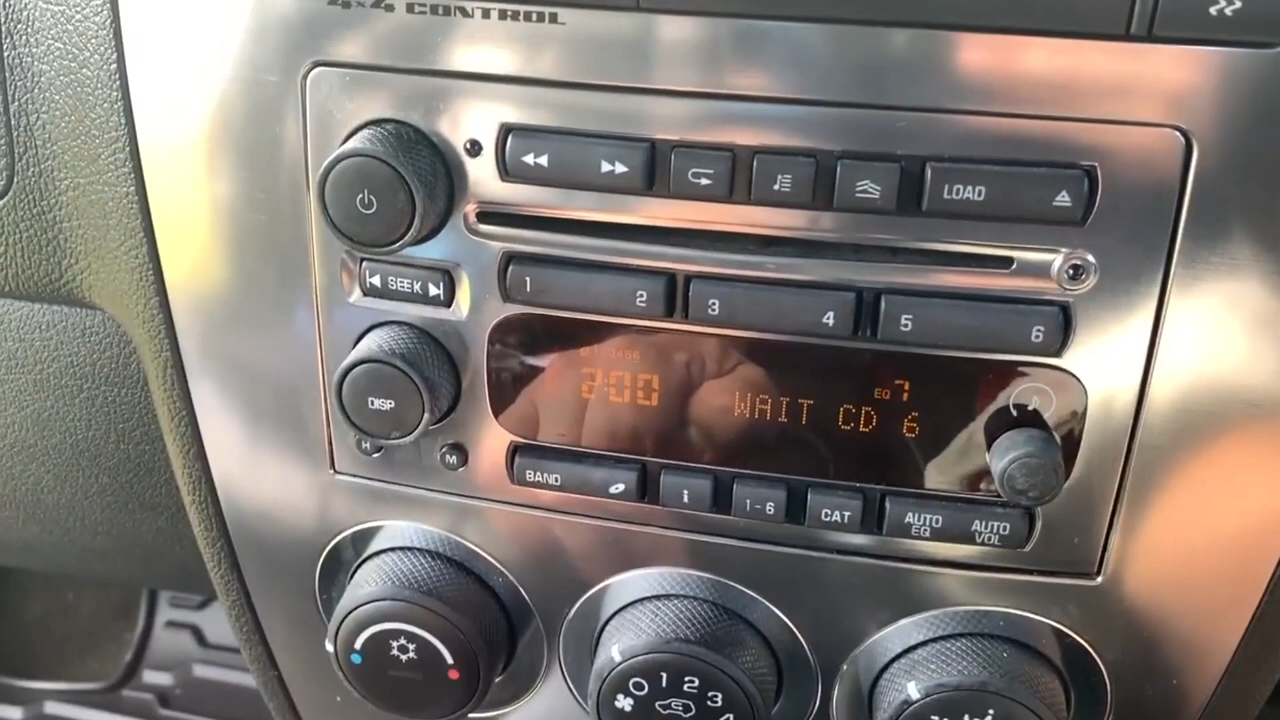 4x4 CONTROL
LOAD
SEEK
1 2 3 4 5 6
DISP
2:00
WAIT CD 6
EQ 7
H
M
BAND
i
1-6
CAT
AUTO EQ
AUTO VOL
0 1 2 3